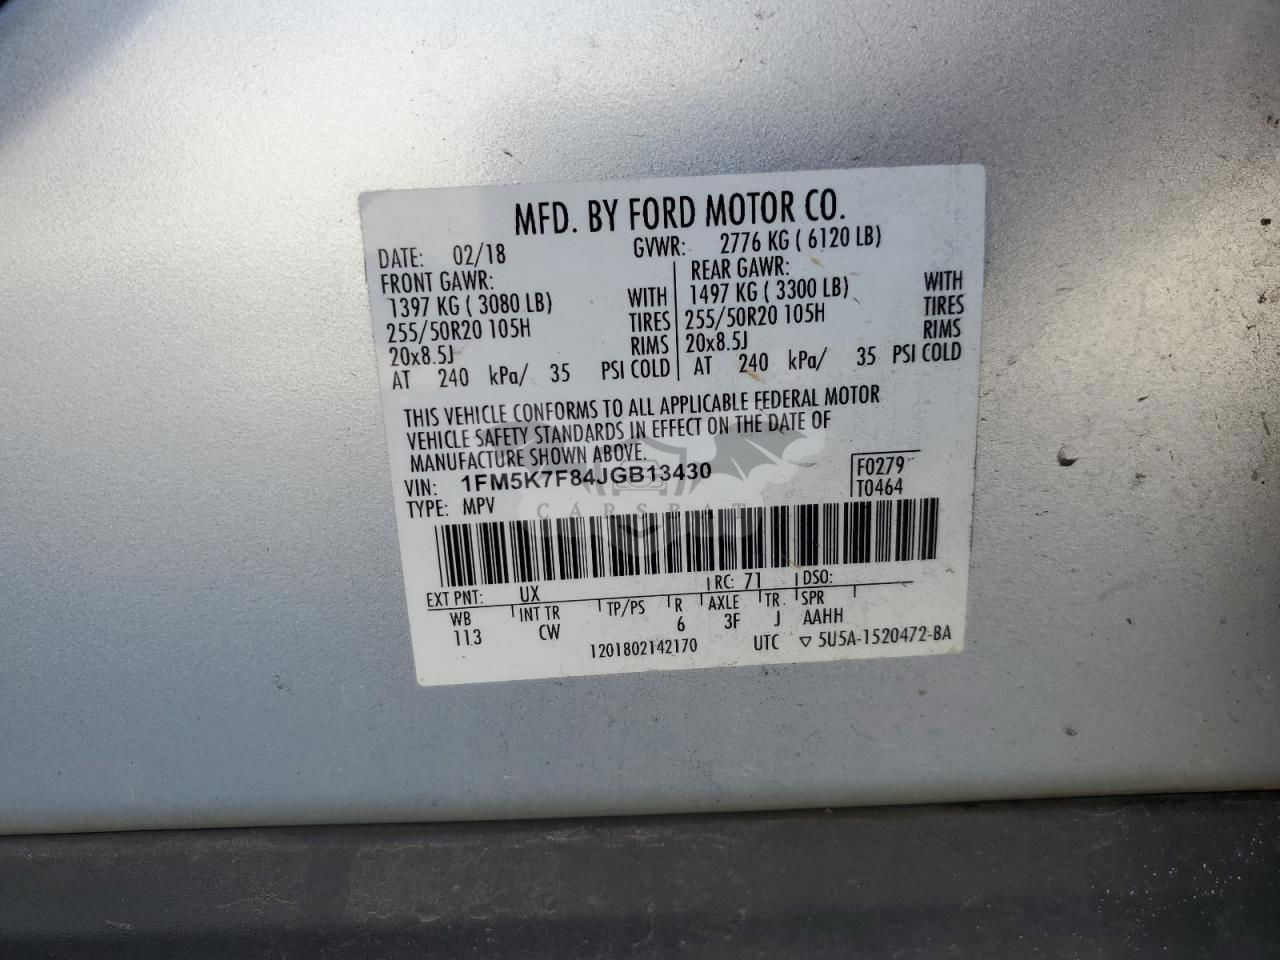 MFD. BY FORD MOTOR CO.
DATE: 02/18 GVWR: 2776 KG ( 6120 LB)
FRONT GAWR: REAR GAWR:
1397 KG ( 3080 LB) WITH 1497 KG ( 3300 LB) WITH
255/50R20 105H TIRES 255/50R20 105H TIRES
20x8.5J RIMS 20x8.5J RIMS
AT 240 kPa/ 35 PSI COLD AT 240 kPa/ 35 PSI COLD
THIS VEHICLE CONFORMS TO ALL APPLICABLE FEDERAL MOTOR
VEHICLE SAFETY STANDARDS IN EFFECT ON THE DATE OF
MANUFACTURE SHOWN ABOVE.
VIN: 1FM5K7F84JGB13430 F0279
TYPE: MPV T0464
CARSBAT
EXT PNT: UX RC: 71 DSO:
WB INT TR TP/PS R AXLE TR SPR
113 CW 6 3F J AAHH
1201802142170 UTC ▽ 5U5A-1520472-BA